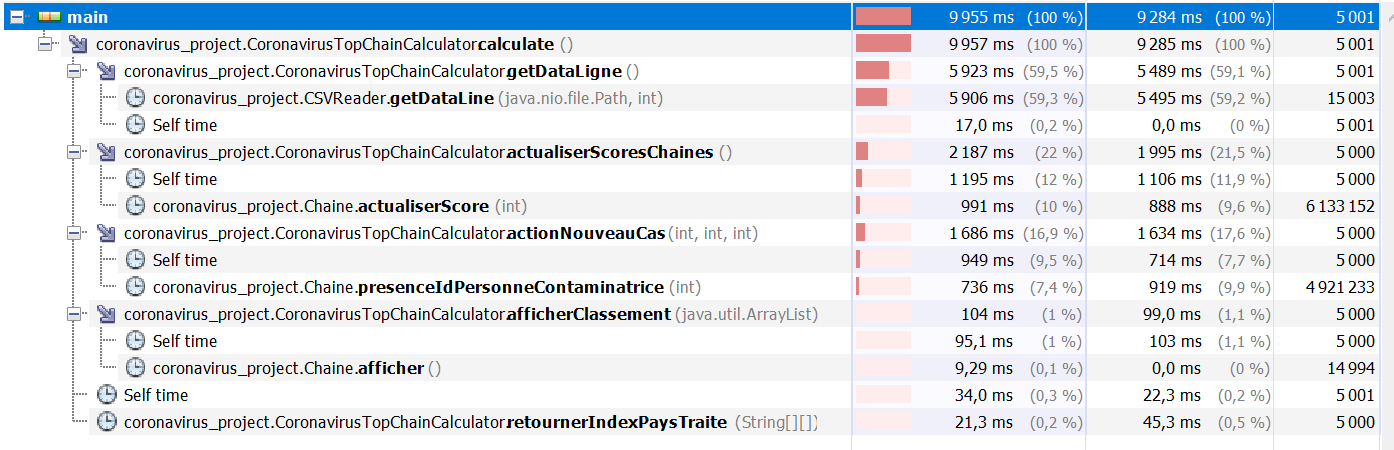 main 9 955 ms (100 %) 9 284 ms (100 %) 5 001
coronavirus_project.CoronavirusTopChainCalculator.calculate () 9 957 ms (100 %) 9 285 ms (100 %) 5 001
coronavirus_project.CoronavirusTopChainCalculator.getDataLigne () 5 923 ms (59,5 %) 5 489 ms (59,1 %) 5 001
coronavirus_project.CSVReader.getDataLine (java.nio.file.Path, int) 5 906 ms (59,3 %) 5 495 ms (59,2 %) 15 003
Self time 17,0 ms (0,2 %) 0,0 ms (0 %) 5 001
coronavirus_project.CoronavirusTopChainCalculator.actualiserScoresChaines () 2 187 ms (22 %) 1 995 ms (21,5 %) 5 000
Self time 1 195 ms (12 %) 1 106 ms (11,9 %) 5 000
coronavirus_project.Chaine.actualiserScore (int) 991 ms (10 %) 888 ms (9,6 %) 6 133 152
coronavirus_project.CoronavirusTopChainCalculator.actionNouveauCas (int, int, int) 1 686 ms (16,9 %) 1 634 ms (17,6 %) 5 000
Self time 949 ms (9,5 %) 714 ms (7,7 %) 5 000
coronavirus_project.Chaine.presenceIdPersonneContaminatrice (int) 736 ms (7,4 %) 919 ms (9,9 %) 4 921 233
coronavirus_project.CoronavirusTopChainCalculator.afficherClassement (java.util.ArrayList) 104 ms (1 %) 99,0 ms (1,1 %) 5 000
Self time 95,1 ms (1 %) 103 ms (1,1 %) 5 000
coronavirus_project.Chaine.afficher () 9,29 ms (0,1 %) 0,0 ms (0 %) 14 994
Self time 34,0 ms (0,3 %) 22,3 ms (0,2 %) 5 001
coronavirus_project.CoronavirusTopChainCalculator.retournerIndexPaysTraite (String[][]) 21,3 ms (0,2 %) 45,3 ms (0,5 %) 5 000